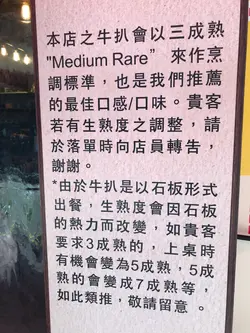 本店之牛扒會以三成熟
"Medium Rare” 來作烹
調標準，也是我們推薦
的最佳口感/口味。貴客
若有生熟度之調整，請
於落單時向店員轉告，
謝謝。
*由於牛扒是以石板形式
出餐，生熟度會因石板
的熱力而改變，如貴客
要求3成熟的，上桌時
有機會變為5成熟，5成
熟的會變成7成熟等，
如此類推，敬請留意 。